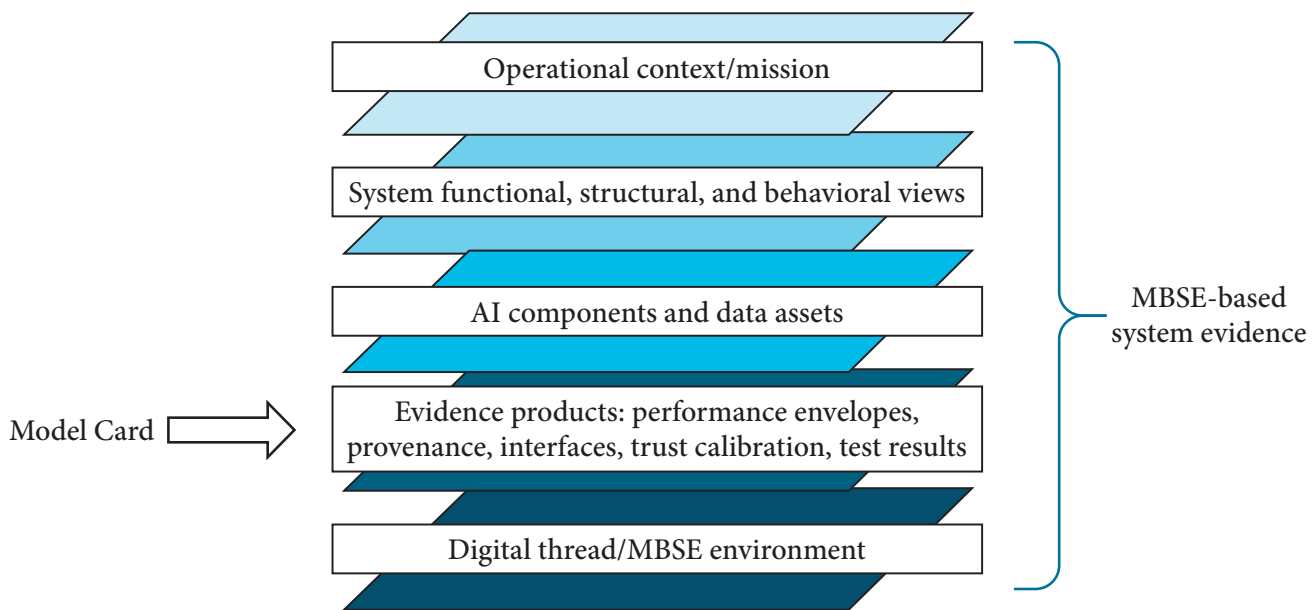 Operational context/mission
System functional, structural, and behavioral views
AI components and data assets
Model Card
Evidence products: performance envelopes,
provenance, interfaces, trust calibration, test results
Digital thread/MBSE environment
MBSE-based
system evidence